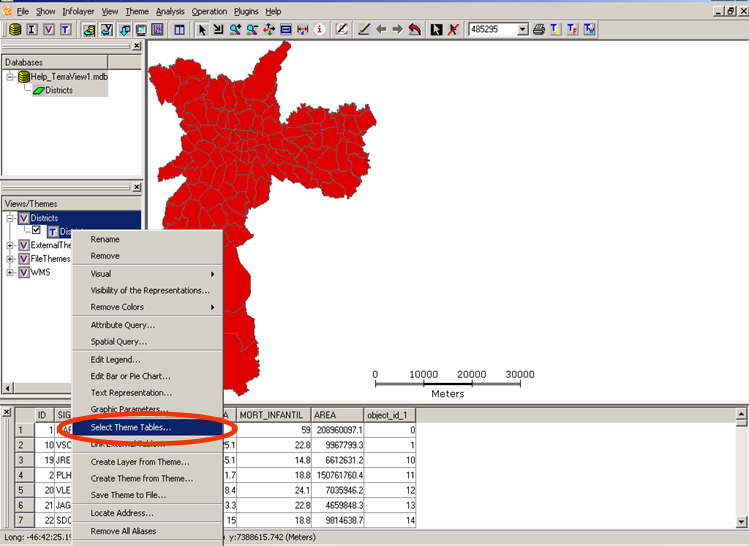 File Show Infolayer View Theme Analysis Operation Plugins Help
485295
Databases
Help_TerraView1.mdb
Districts
Views/Themes
Districts
ExternalThe
FileThemes
WMS
Rename
Remove
Visual
Visibility of the Representations...
Remove Colors
Attribute Query...
Spatial Query...
Edit Legend...
Edit Bar or Pie Chart...
Text Representation...
Graphic Parameters...
Select Theme Tables...
Link External Table...
Create Layer from Theme...
Create Theme from Theme...
Save Theme to File...
Locate Address...
Remove All Aliases
0 10000 20000 30000
Meters
ID SIG A MORT_INFANTIL AREA object_id_1
1 1 59 208960097.1 0
2 10 VSO 25.1 22.8 9967799.3 1
3 19 JRE 5.1 14.8 6612631.2 10
4 2 PLH 1.7 18.8 150761760.4 11
5 20 VLE 8.4 24.1 7035946.2 12
6 21 JAG 3.3 22.8 4659848.3 13
7 22 SDO 15 18.8 9814638.7 14
Long: -46:42:25.19 y:7388615.742 (Meters)